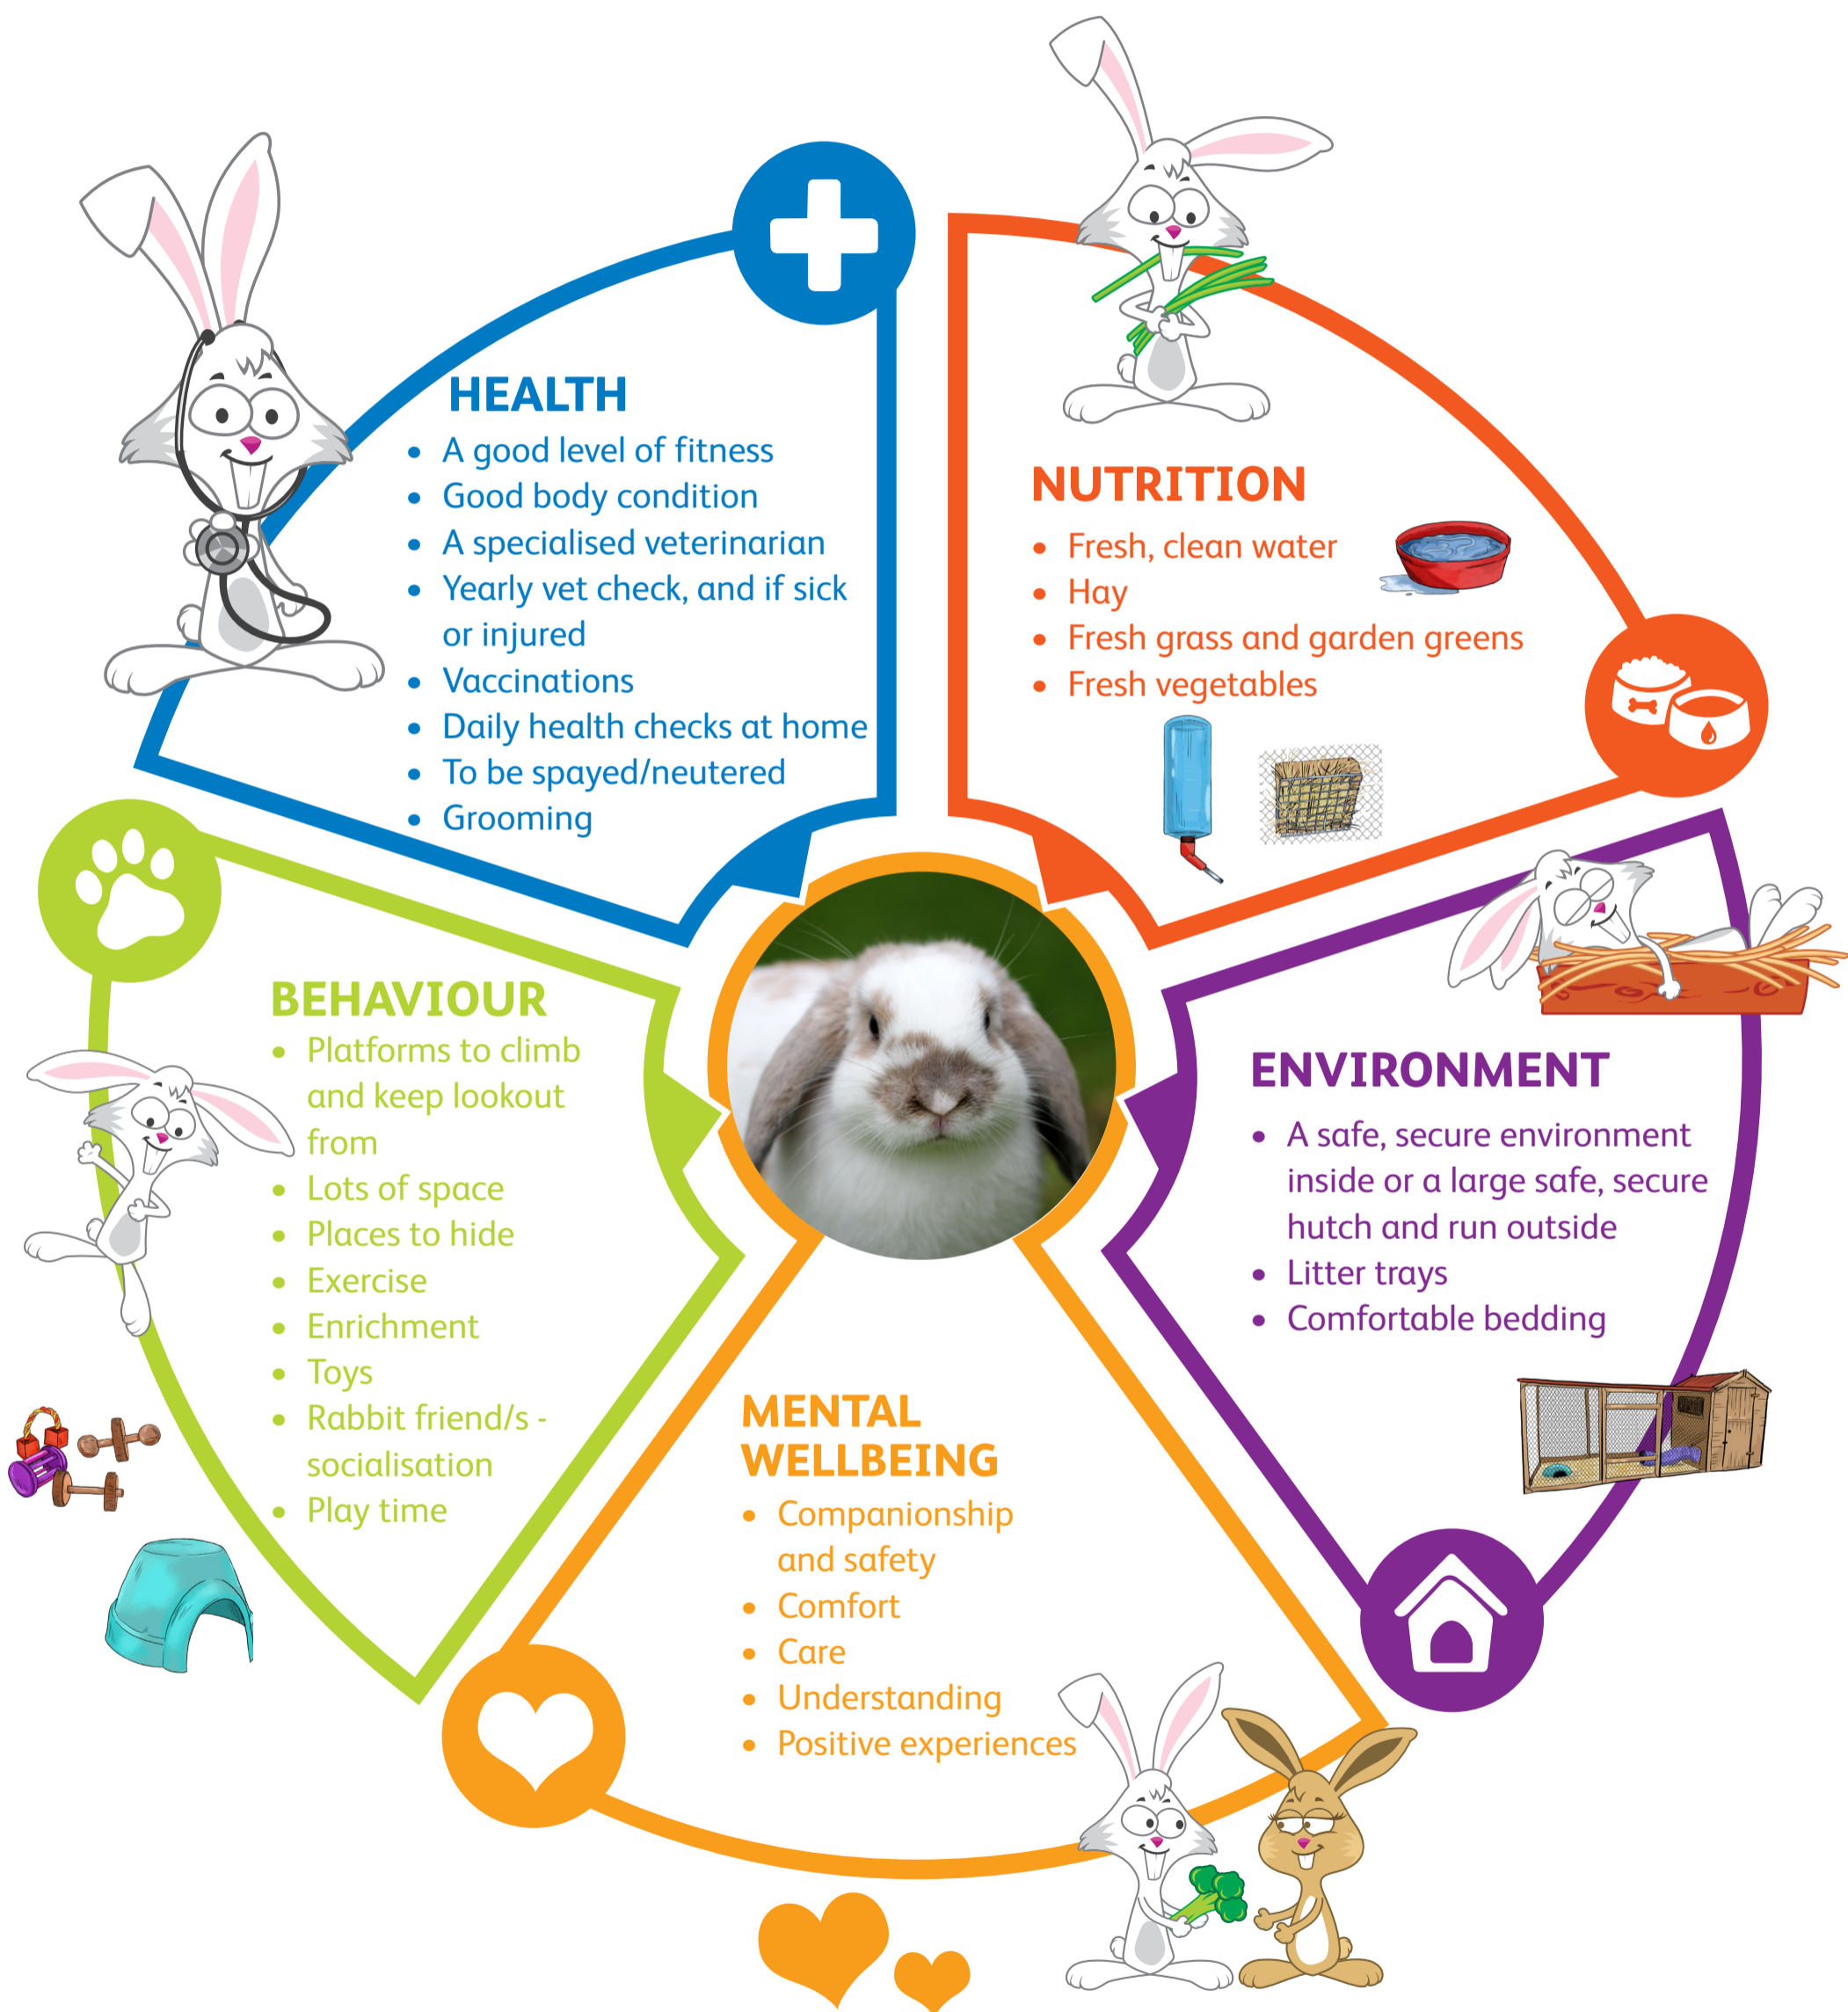 HEALTH
• A good level of fitness
• Good body condition
• A specialised veterinarian
• Yearly vet check, and if sick
or injured
• Vaccinations
• Daily health checks at home
• To be spayed/neutered
• Grooming
NUTRITION
• Fresh, clean water
• Hay
• Fresh grass and garden greens
• Fresh vegetables
BEHAVIOUR
• Platforms to climb
and keep lookout
from
• Lots of space
• Places to hide
• Exercise
• Enrichment
• Toys
• Rabbit friend/s -
socialisation
• Play time
ENVIRONMENT
• A safe, secure environment
inside or a large safe, secure
hutch and run outside
• Litter trays
• Comfortable bedding
MENTAL
WELLBEING
• Companionship
and safety
• Comfort
• Care
• Understanding
• Positive experiences